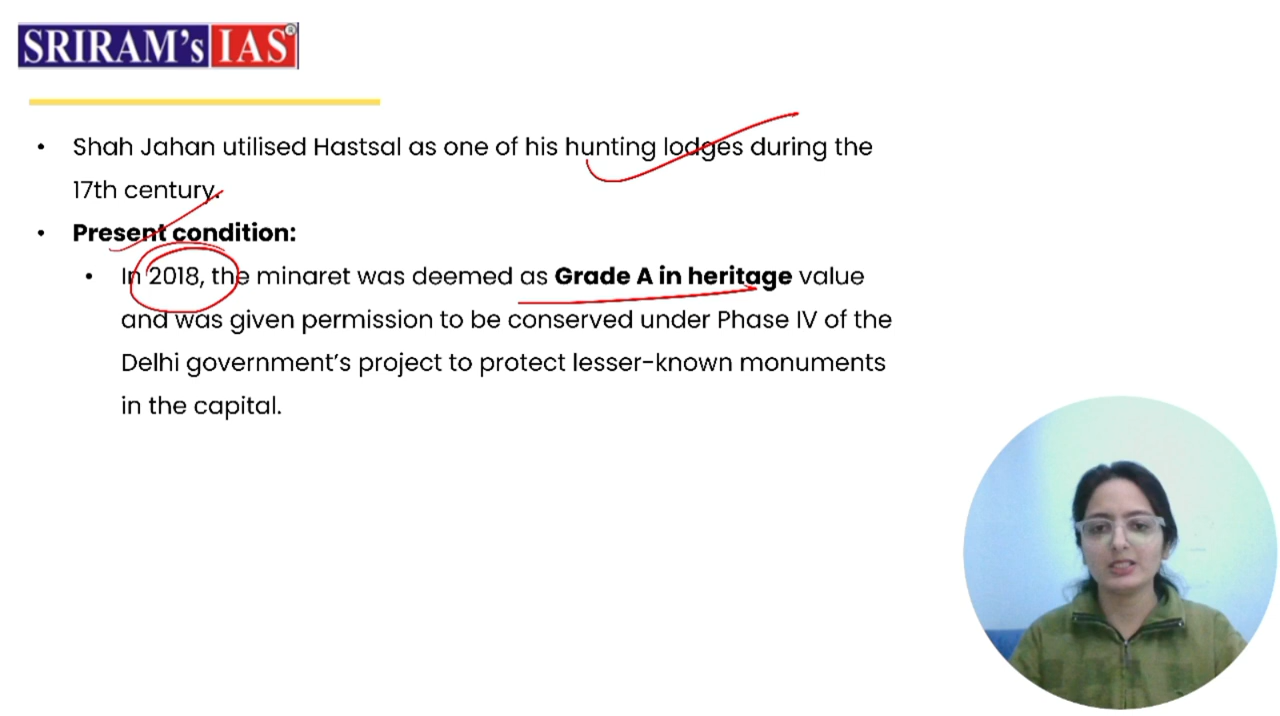 SRIRAM's IAS®
• Shah Jahan utilised Hastsal as one of his hunting lodges during the
17th century.
• Present condition:
• In 2018, the minaret was deemed as Grade A in heritage value
and was given permission to be conserved under Phase IV of the
Delhi government's project to protect lesser-known monuments
in the capital.